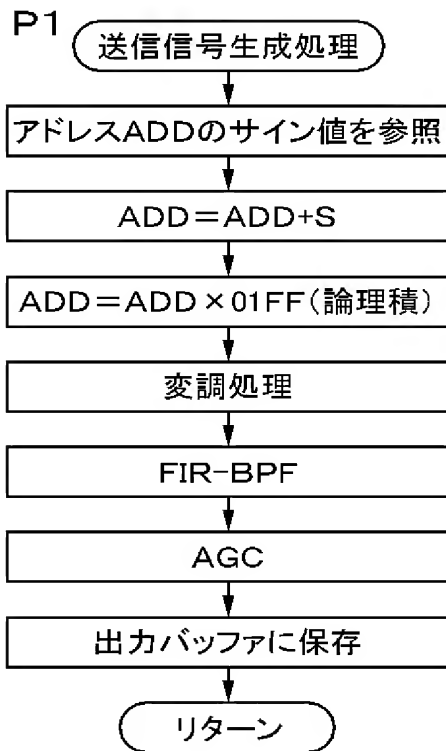 P1
送信信号生成処理
アドレスADDのサイン値を参照
ADD=ADD+S
ADD=ADD×01FF(論理積)
変調処理
FIR-BPF
AGC
出力バッファに保存
リターン